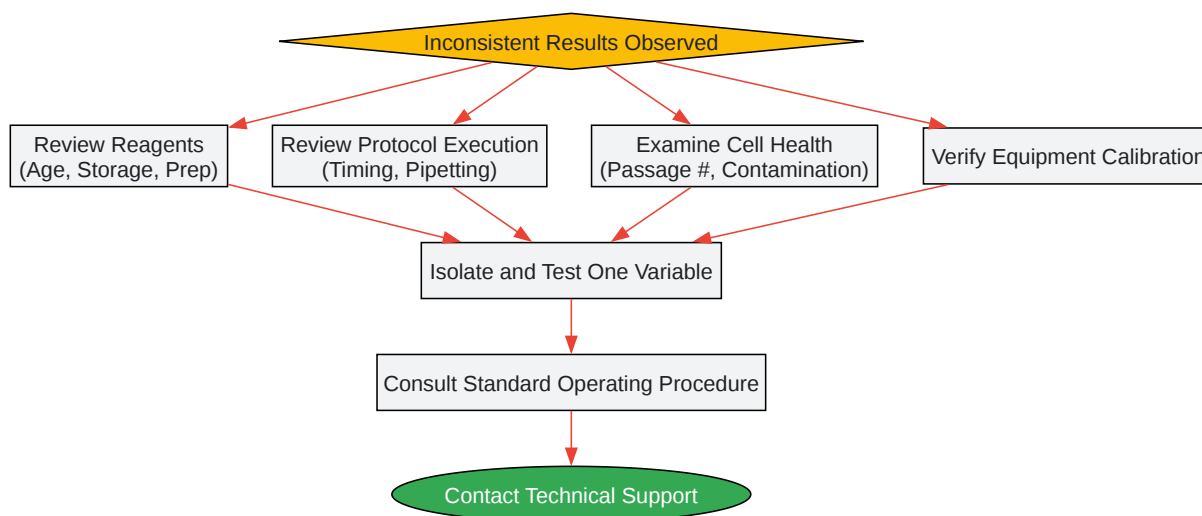 Inconsistent Results Observed
Review Reagents
(Age, Storage, Prep)
Review Protocol Execution
(Timing, Pipetting)
Examine Cell Health
(Passage #, Contamination)
Verify Equipment Calibration
Isolate and Test One Variable
Consult Standard Operating Procedure
Contact Technical Support